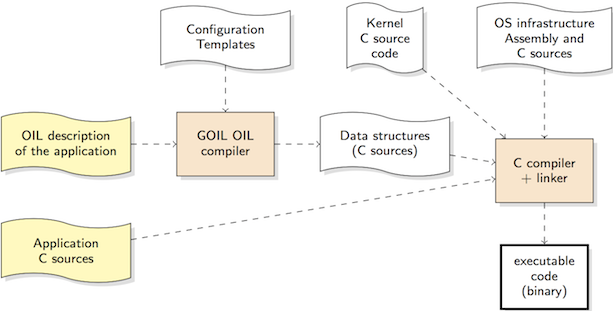 Configuration
Templates
Kernel
C source
code
OS infrastructure
Assembly and
C sources
OIL description
of the application
GOIL OIL
compiler
Data structures
(C sources)
C compiler
+ linker
Application
C sources
executable
code
(binary)